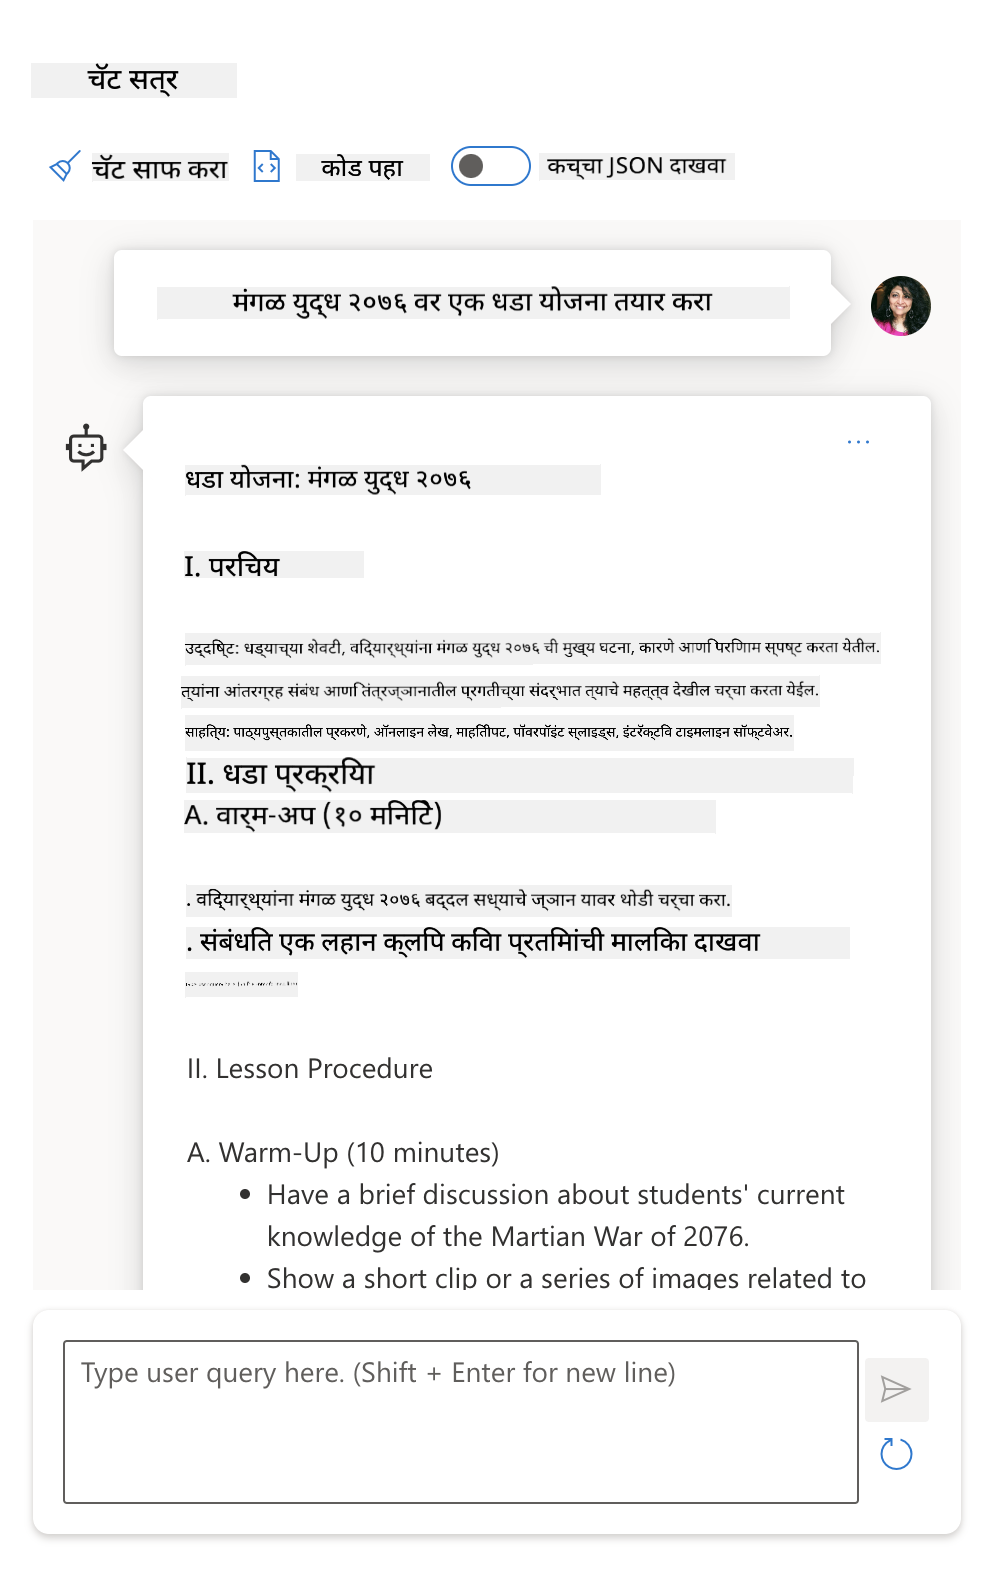 चॅट सत्र
चॅट साफ करा
कोड पहा
कच्चा JSON दाखवा
मंगळ युद्ध २०७६ वर एक धडा योजना तयार करा
धडा योजना: मंगळ युद्ध २०७६
I. परिचय
उद्दिष्ट: धड्याच्या शेवटी, विद्यार्थ्यांना मंगळ युद्ध २०७६ ची मुख्य घटना, कारणे आणि परिणाम स्पष्ट करता येतील.
त्यांना आंतरग्रह संबंध आणि तंत्रज्ञानातील प्रगतीच्या संदर्भात त्याचे महत्त्व देखील चर्चा करता येईल.
साहित्य: पाठ्यपुस्तकातील प्रकरणे, ऑनलाइन लेख, माहितीपट, पॉवरपॉइंट स्लाइड्स, इंटरॅक्टिव टाइमलाइन सॉफ्टवेअर.
II. धडा प्रक्रिया
A. वार्म-अप (१० मिनिटे)
. विद्यार्थ्यांना मंगळ युद्ध २०७६ बद्दल सध्याचे ज्ञान यावर थोडी चर्चा करा.
. संबंधित एक लहान क्लिप किंवा प्रतिमांची मालिका दाखवा
II. Lesson Procedure
A. Warm-Up (10 minutes)
• Have a brief discussion about students' current
knowledge of the Martian War of 2076.
• Show a short clip or a series of images related to
Type user query here. (Shift + Enter for new line)